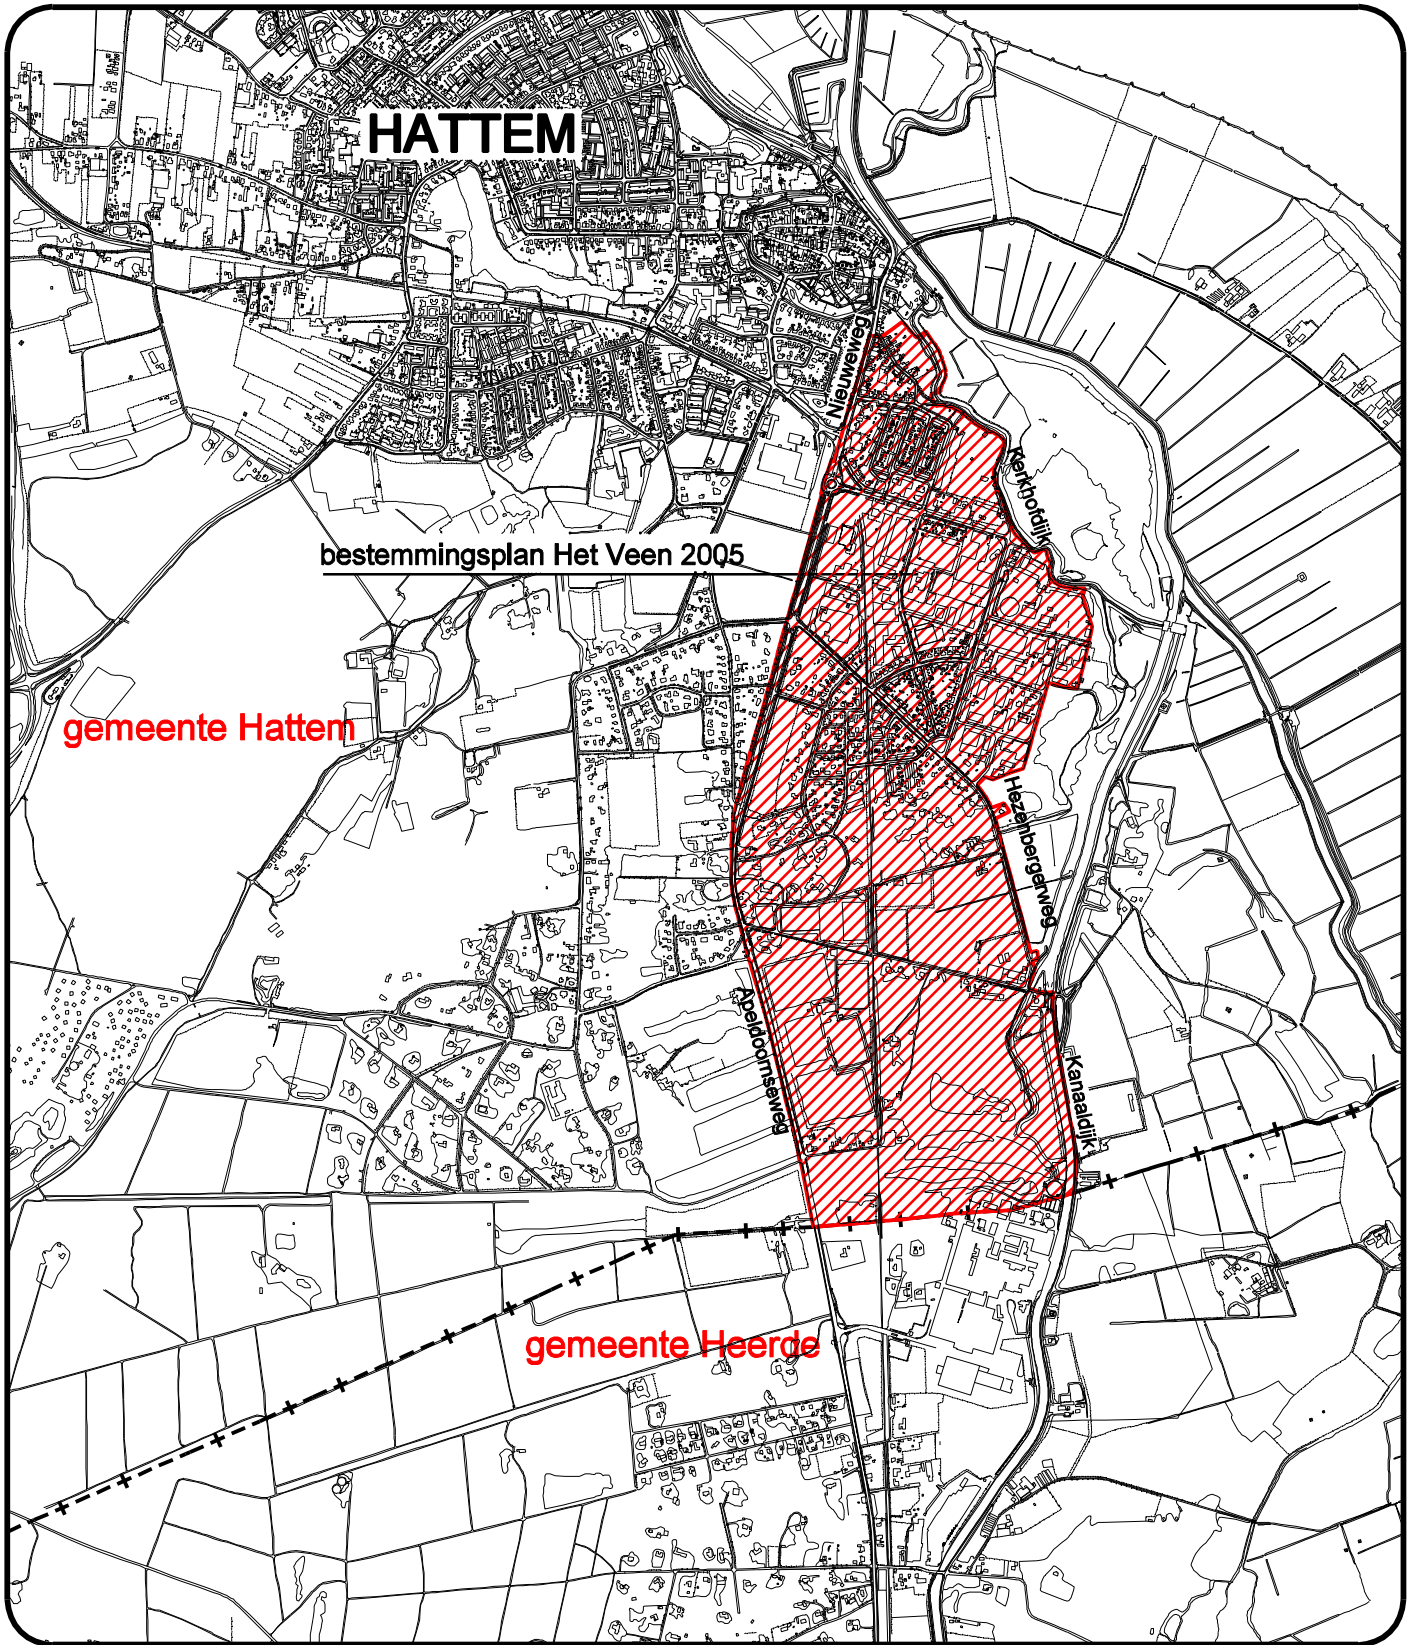 HATTEM
Nieuweweg
Kerkhofdijk
bestemmingsplan Het Veen 2005
gemeente Hattem
Hezenbergerweg
Apeldoornseweg
Kanaaldijk
gemeente Heerde